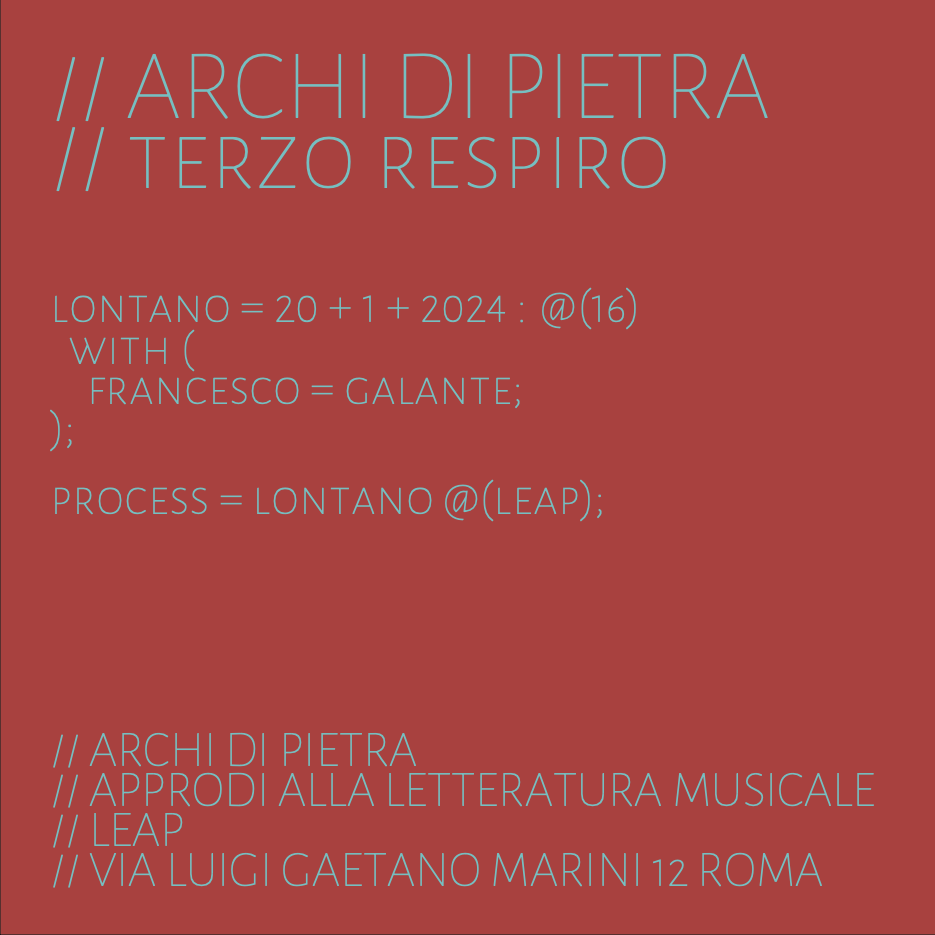 // ARCHI DI PIETRA
// TERZO RESPIRO
LONTANO = 20 + 1 + 2024 : @(16)
WITH (
FRANCESCO = GALANTE;
);
PROCESS = LONTANO @(LEAP);
// ARCHI DI PIETRA
// APPRODI ALLA LETTERATURA MUSICALE
// LEAP
// VIA LUIGI GAETANO MARINI 12 ROMA